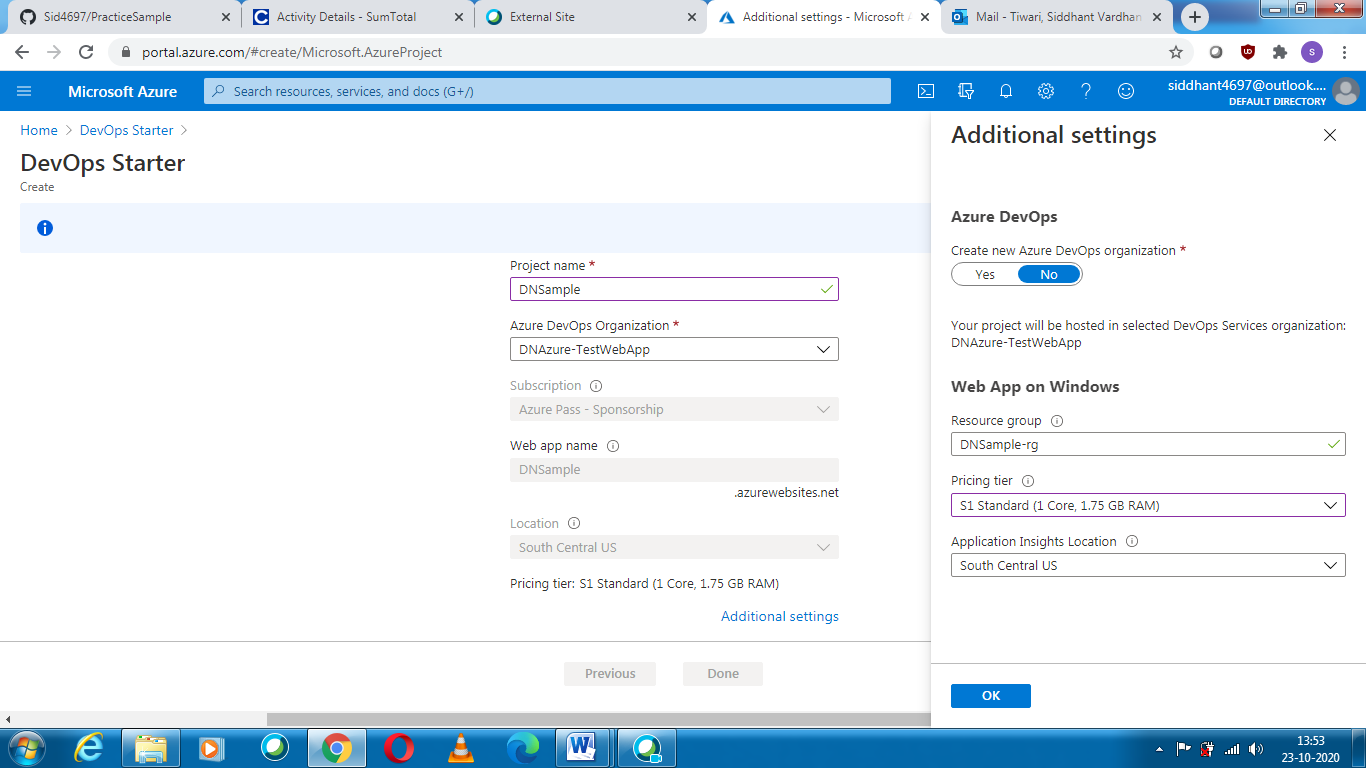 Sid4697/PracticeSample
Activity Details - SumTotal
External Site
Additional settings - Microsoft A
Mail - Tiwari, Siddhant Vardhan
portal.azure.com/#create/Microsoft.AzureProject
S
Microsoft Azure
Search resources, services, and docs (G+/)
siddhant4697@outlook....
DEFAULT DIRECTORY
Home > DevOps Starter >
DevOps Starter
Create
Project name *
DNSample
Azure DevOps Organization *
DNAzure-TestWebApp
Subscription
Azure Pass - Sponsorship
Web app name
DNSample
.azurewebsites.net
Location
South Central US
Pricing tier: S1 Standard (1 Core, 1.75 GB RAM)
Additional settings
Previous
Done
Additional settings
Azure DevOps
Create new Azure DevOps organization *
Yes No
Your project will be hosted in selected DevOps Services organization:
DNAzure-TestWebApp
Web App on Windows
Resource group
DNSample-rg
Pricing tier
S1 Standard (1 Core, 1.75 GB RAM)
Application Insights Location
South Central US
OK
13:53
23-10-2020